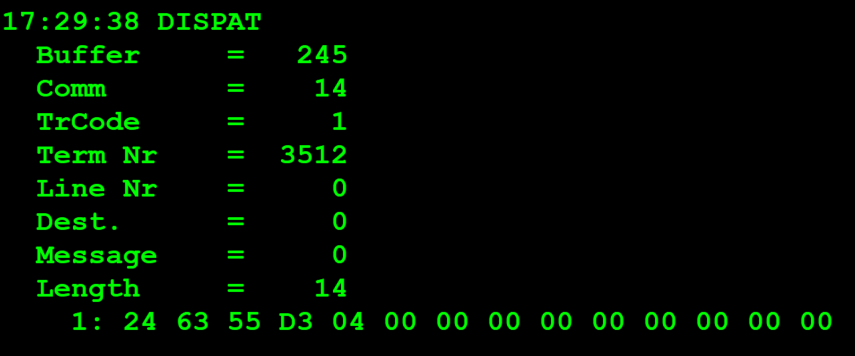 17:29:38 DISPAT
Buffer = 245
Comm = 14
TrCode = 1
Term Nr = 3512
Line Nr = 0
Dest. = 0
Message = 0
Length = 14
1: 24 63 55 D3 04 00 00 00 00 00 00 00 00 00